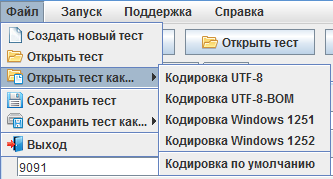 Файл Запуск Поддержка Справка
Создать новый тест
Открыть тест
Открыть тест
Открыть тест как...
Кодировка UTF-8
Кодировка UTF-8-BOM
Кодировка Windows 1251
Кодировка Windows 1252
Кодировка по умолчанию
Сохранить тест
Сохранить тест как...
Выход
9091